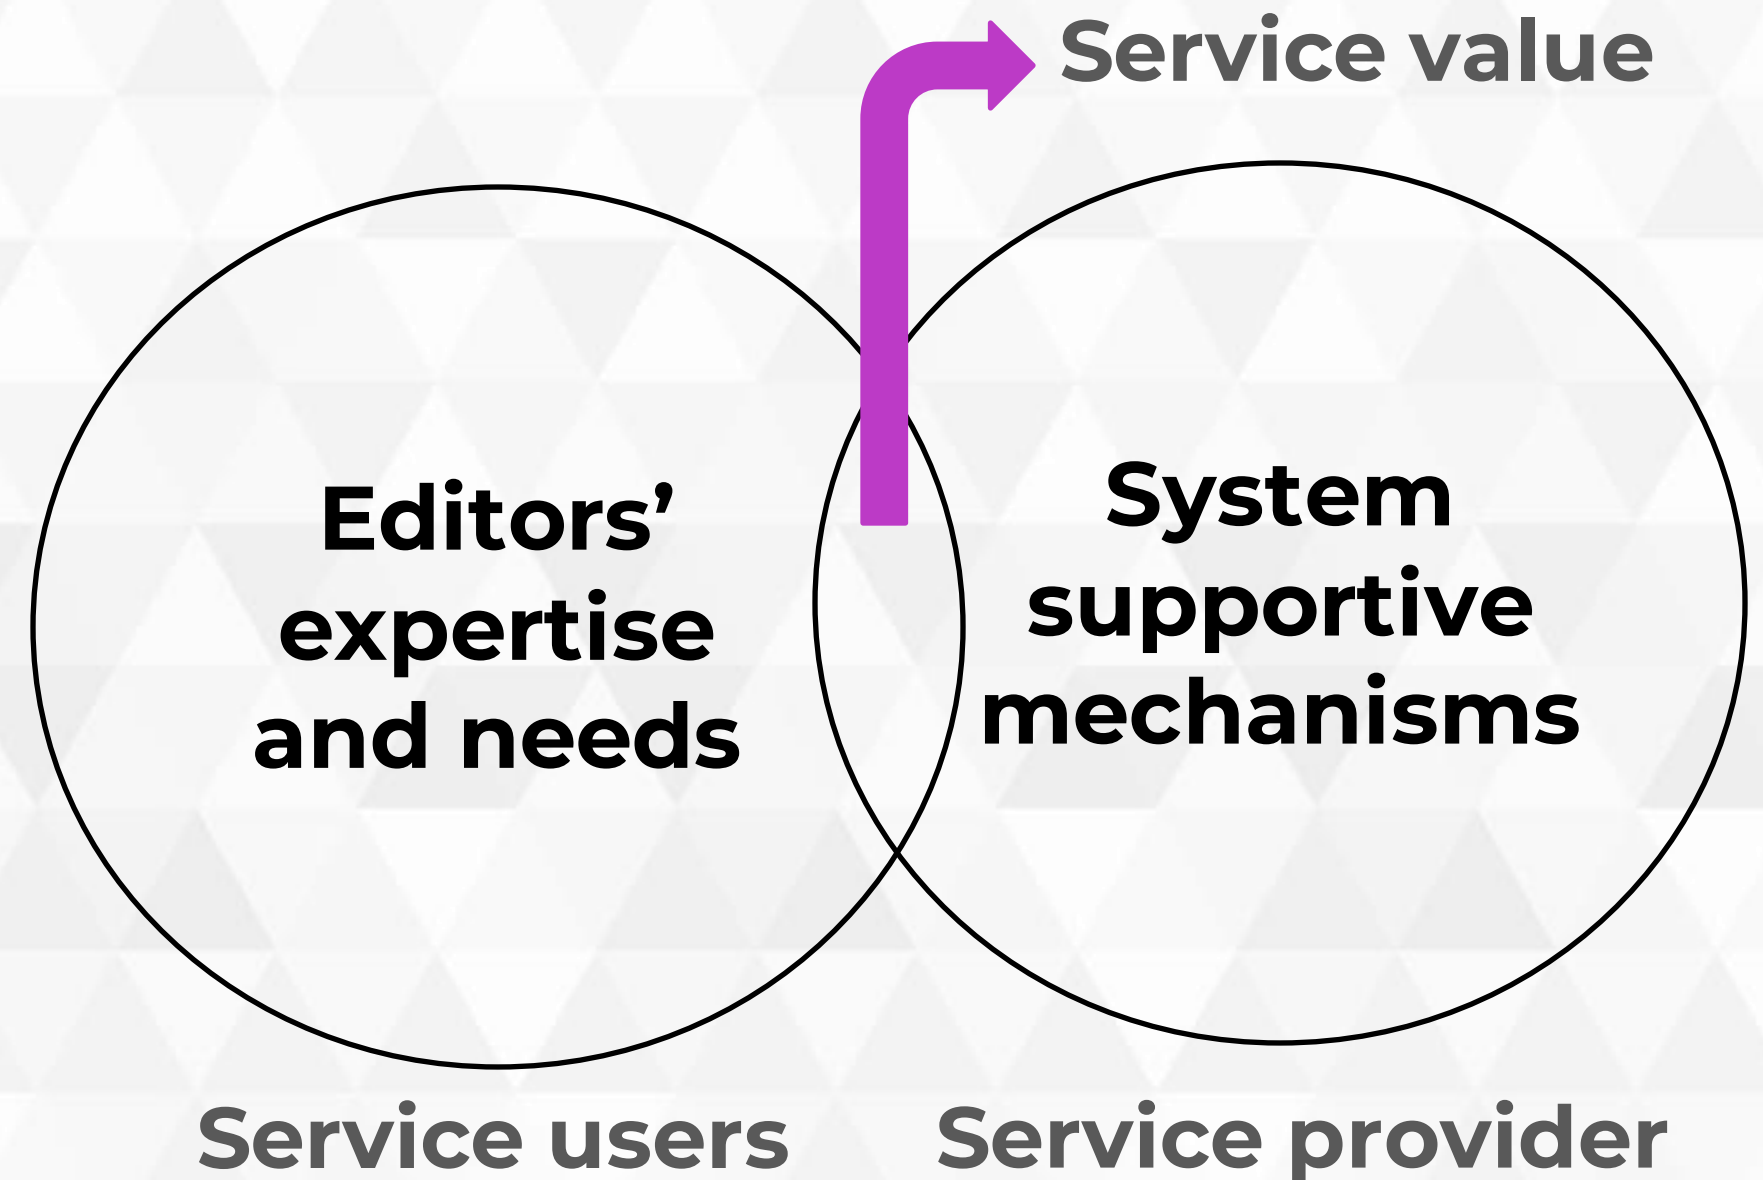 Service value
Editors’
expertise
and needs
System
supportive
mechanisms
Service users
Service provider